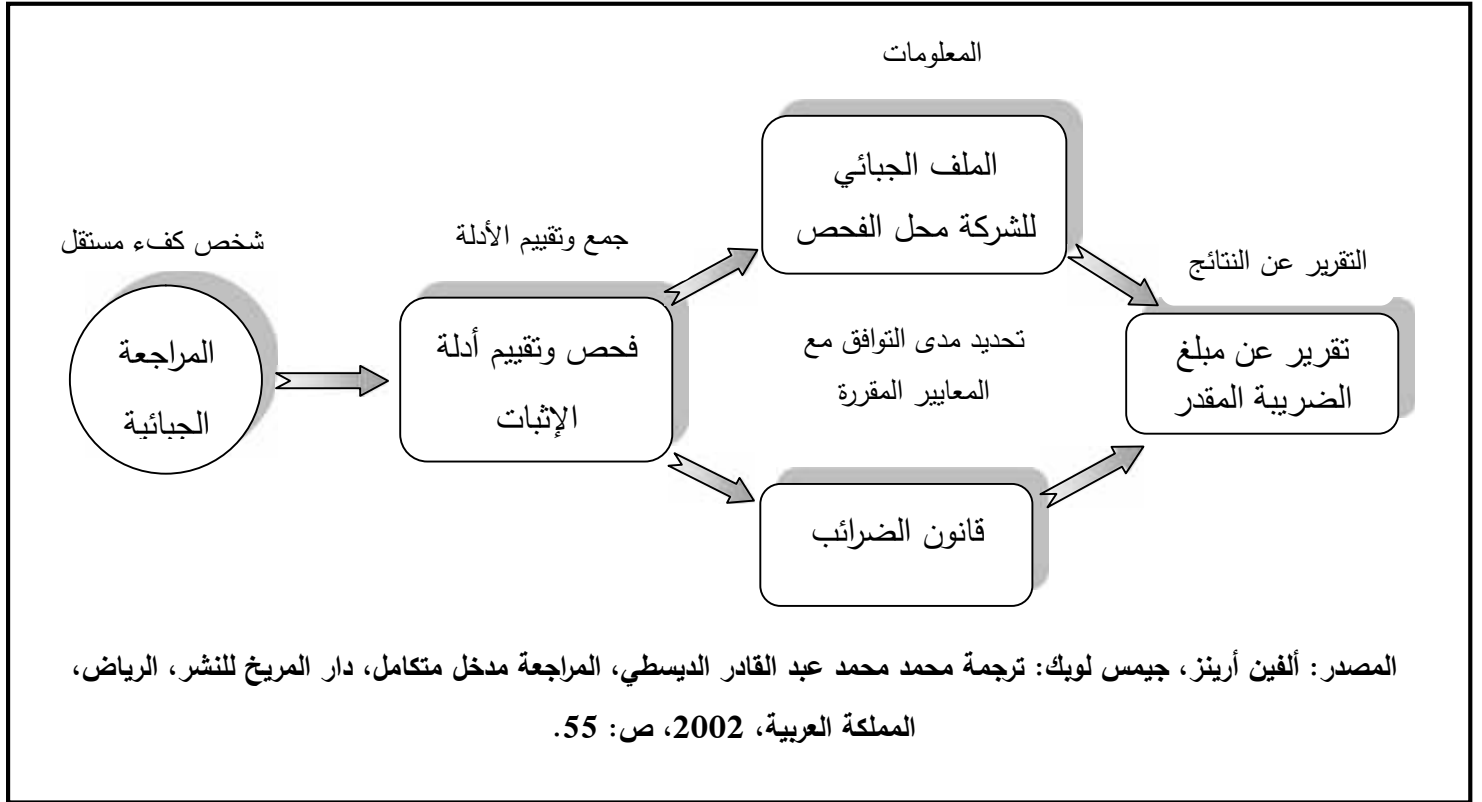 المعلومات
الملف الجبائي
للشركة محل الفحص
شخص كفء مستقل
جمع وتقييم الأدلة
التقرير عن النتائج
المراجعة
الجبائية
فحص وتقييم أدلة
الإثبات
تحديد مدى التوافق مع
المعايير المقررة
تقرير عن مبلغ
الضريبة المقدر
قانون الضرائب
المصدر: ألفين أرينز، جيمس لوبك: ترجمة محمد محمد عبد القادر الديسطي، المراجعة مدخل متكامل، دار المريخ للنشر، الرياض،
المملكة العربية، 2002، ص: 55.